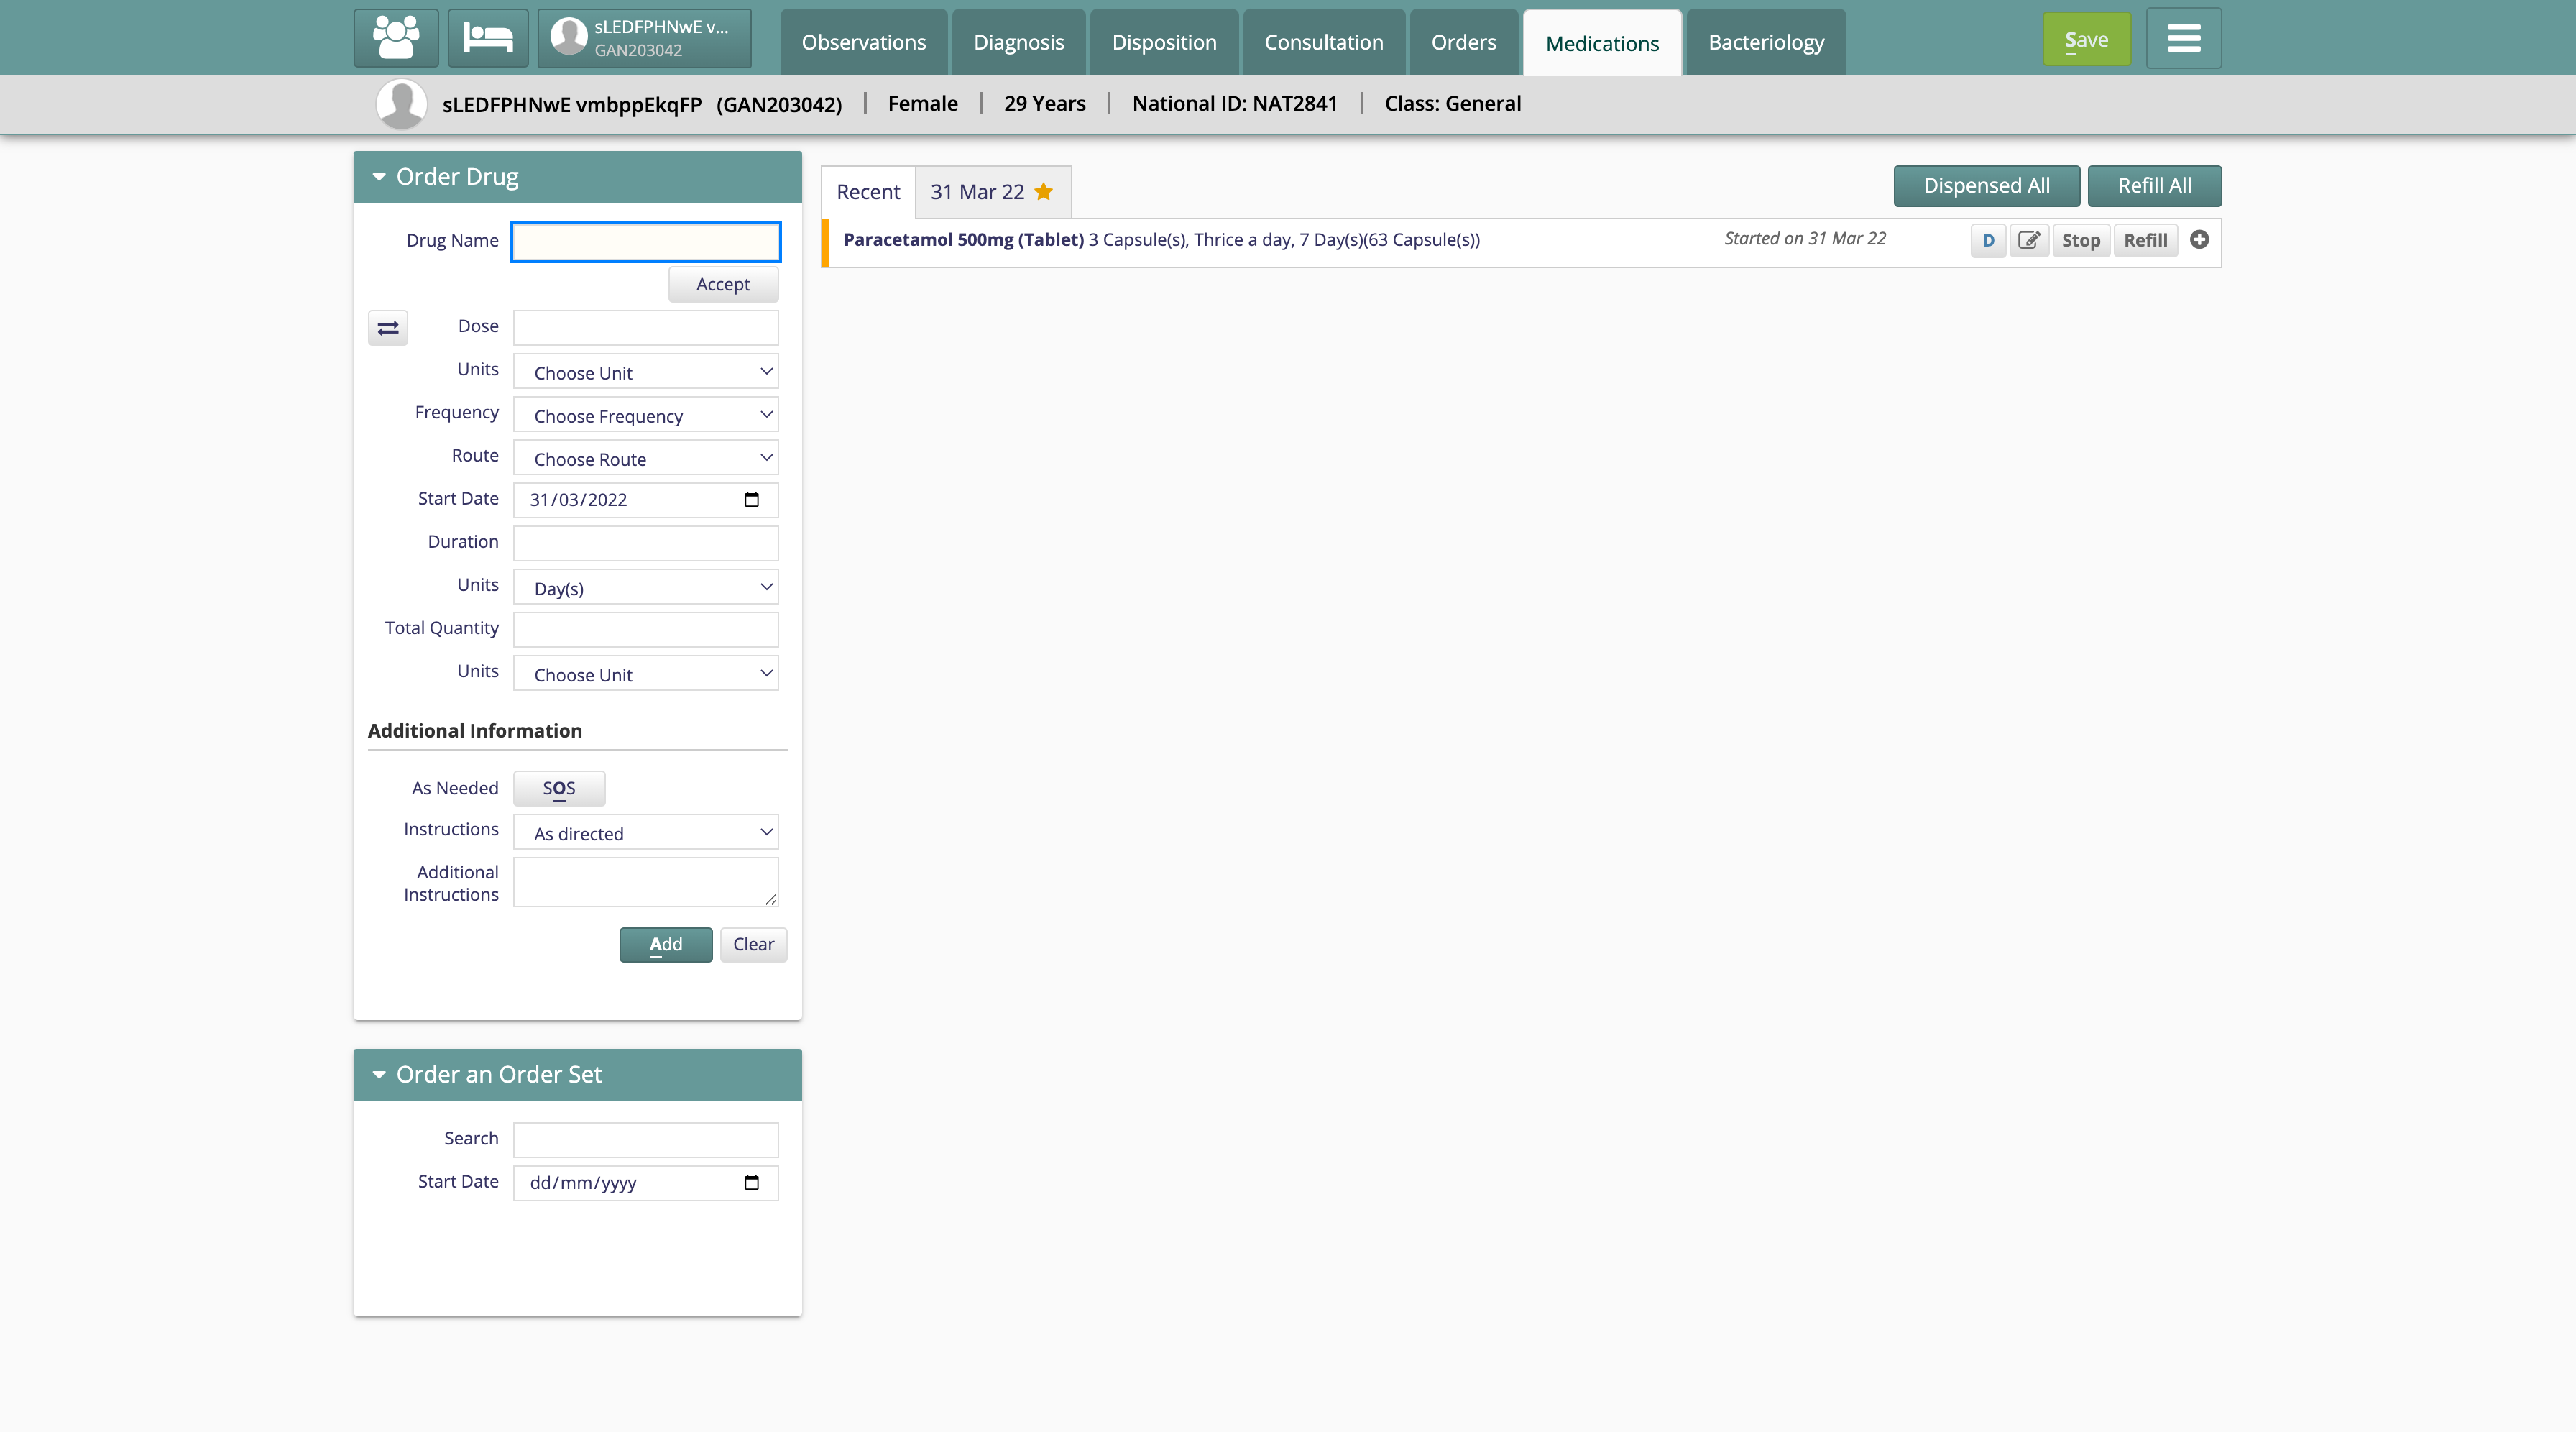 sLEDFPHNwE v...
GAN203042
Observations
Diagnosis
Disposition
Consultation
Orders
Medications
Bacteriology
Save
sLEDFPHNwE vmbppEkqFP (GAN203042) | Female | 29 Years | National ID: NAT2841 | Class: General
Order Drug
Drug Name
Accept
Dose
Units Choose Unit
Frequency Choose Frequency
Route Choose Route
Start Date 31/03/2022
Duration
Units Day(s)
Total Quantity
Units Choose Unit
Additional Information
As Needed SOS
Instructions As directed
Additional
Instructions
Add Clear
Order an Order Set
Search
Start Date dd/mm/yyyy
Recent 31 Mar 22
Dispensed All Refill All
Paracetamol 500mg (Tablet) 3 Capsule(s), Thrice a day, 7 Day(s)(63 Capsule(s)) Started on 31 Mar 22 D Stop Refill